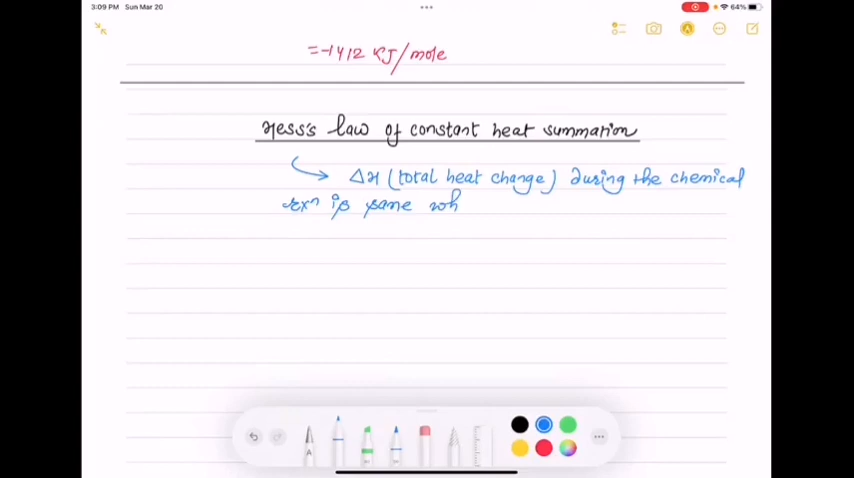 3:09 PM Sun Mar 20
64%
=-1412 KJ/mole
Hess's law of constant heat summation
ΔH (total heat change) during the chemical
rxn is same wh
A